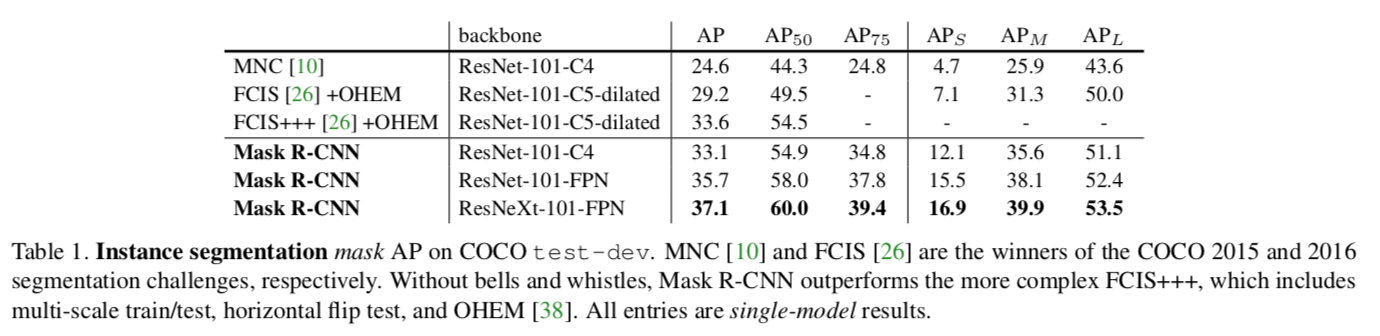 backbone AP AP50 AP75 APS APM APL
MNC [10] ResNet-101-C4 24.6 44.3 24.8 4.7 25.9 43.6
FCIS [26] +OHEM ResNet-101-C5-dilated 29.2 49.5 - 7.1 31.3 50.0
FCIS+++ [26] +OHEM ResNet-101-C5-dilated 33.6 54.5 - - - -
Mask R-CNN ResNet-101-C4 33.1 54.9 34.8 12.1 35.6 51.1
Mask R-CNN ResNet-101-FPN 35.7 58.0 37.8 15.5 38.1 52.4
Mask R-CNN ResNeXt-101-FPN 37.1 60.0 39.4 16.9 39.9 53.5
Table 1. Instance segmentation mask AP on COCO test-dev. MNC [10] and FCIS [26] are the winners of the COCO 2015 and 2016
segmentation challenges, respectively. Without bells and whistles, Mask R-CNN outperforms the more complex FCIS+++, which includes
multi-scale train/test, horizontal flip test, and OHEM [38]. All entries are single-model results.